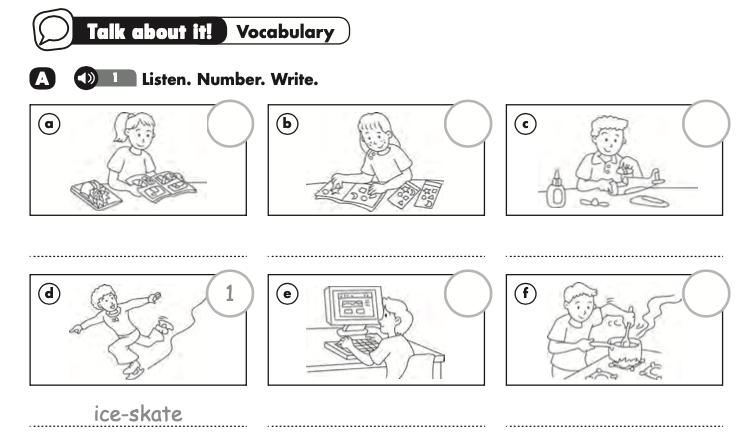 Talk about it! Vocabulary
A 1 Listen. Number. Write.
a
b
c
d 1
e
f
ice-skate